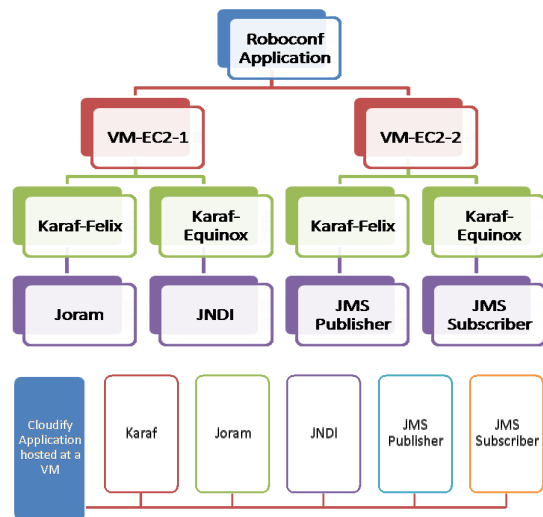 Roboconf
Application
VM-EC2-1
VM-EC2-2
Karaf-Felix
Karaf-
Equinox
Karaf-Felix
Karaf-
Equinox
Joram
JNDI
JMS
Publisher
JMS
Subscriber
Cloudify
Application
hosted at a
VM
Karaf
Joram
JNDI
JMS
Publisher
JMS
Subscriber